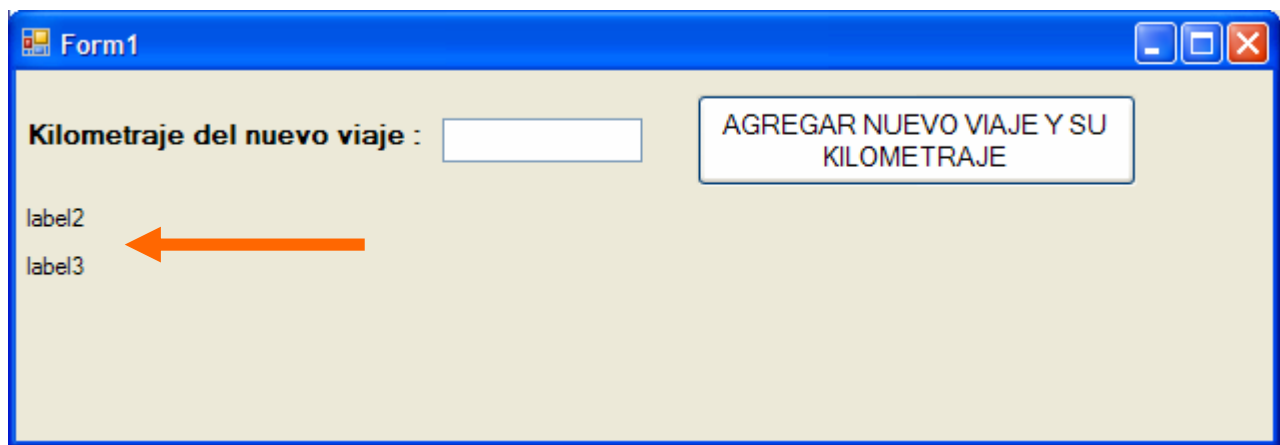 Form1
Kilometraje del nuevo viaje :
AGREGAR NUEVO VIAJE Y SU
KILOMETRAJE
label2
label3